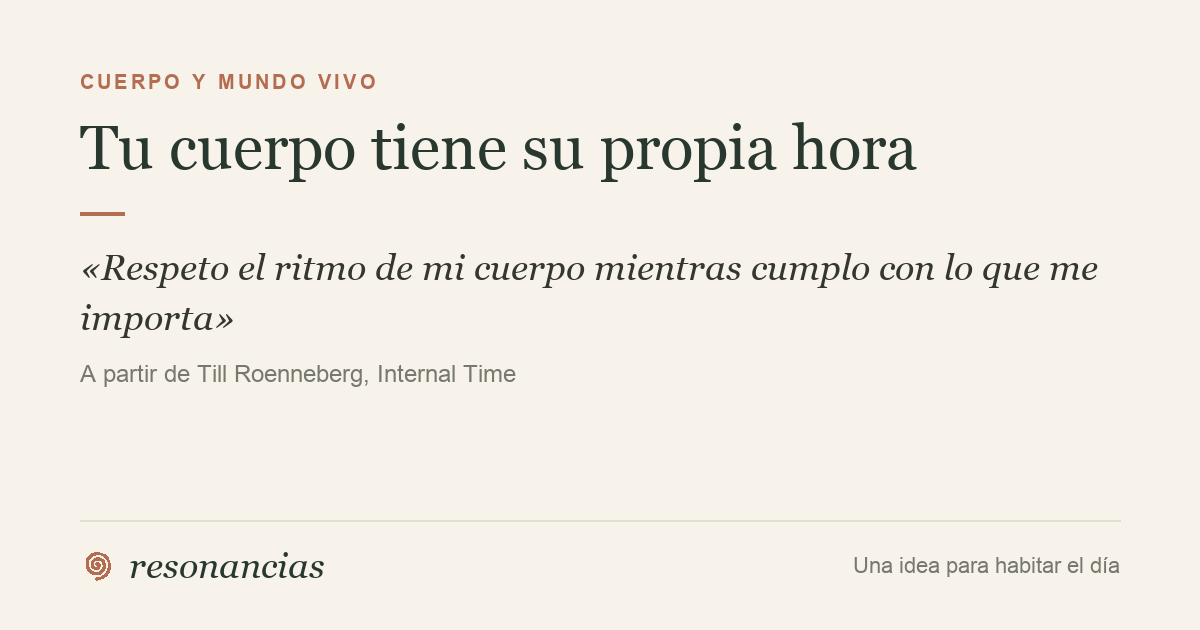 CUERPO Y MUNDO VIVO
Tu cuerpo tiene su propia hora
«Respeto el ritmo de mi cuerpo mientras cumplo con lo que me
importa»
A partir de Till Roenneberg, Internal Time
resonancias
Una idea para habitar el día